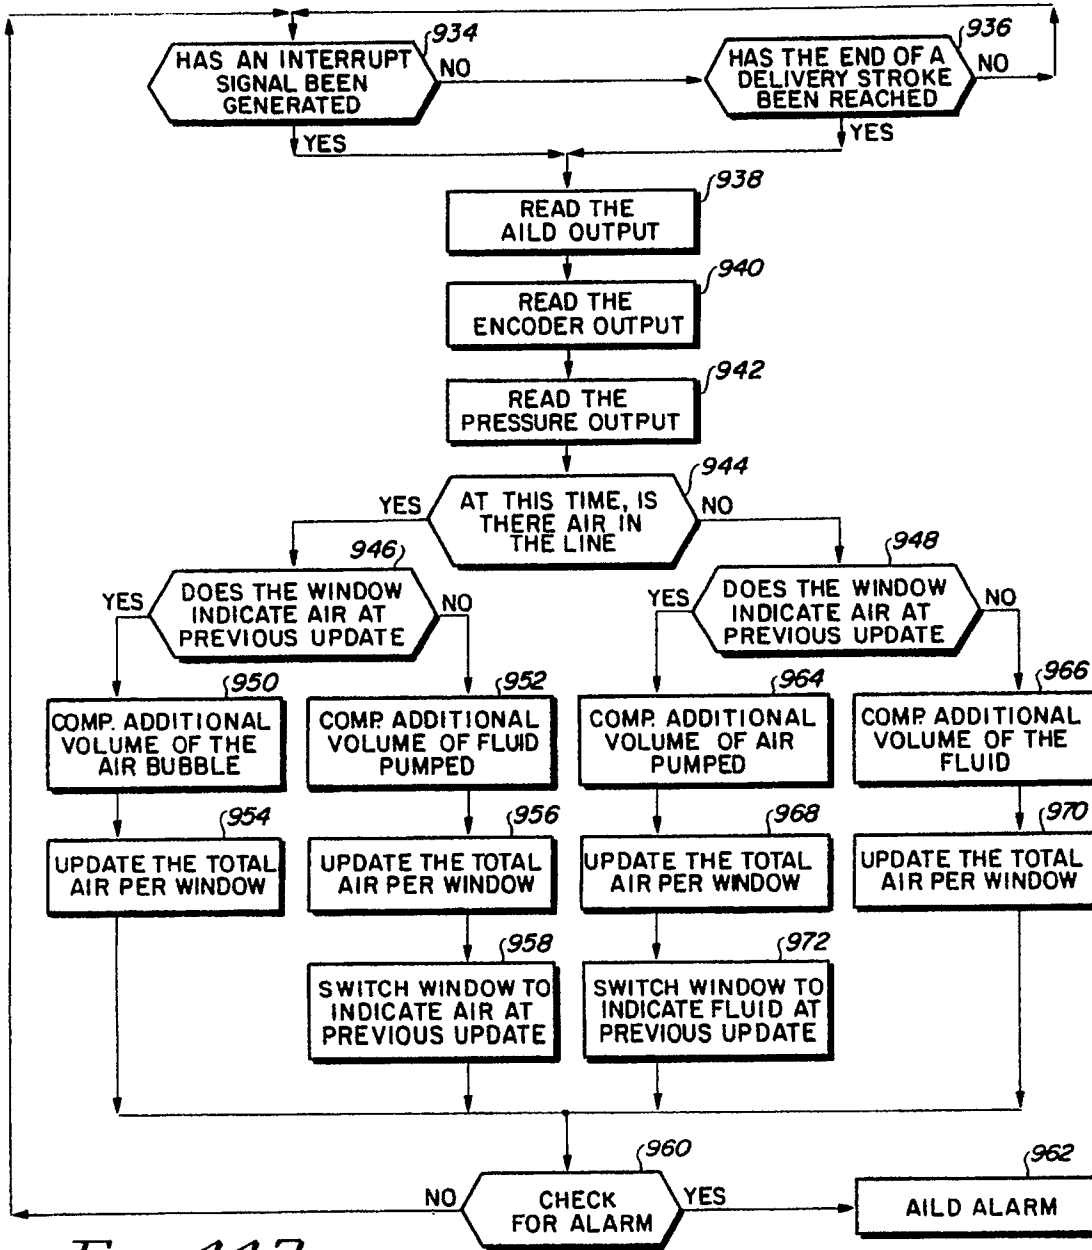 934
HAS AN INTERRUPT
SIGNAL BEEN
GENERATED
NO
YES
936
HAS THE END OF A
DELIVERY STROKE
BEEN REACHED
NO
YES
938
READ THE
AILD OUTPUT
940
READ THE
ENCODER OUTPUT
942
READ THE
PRESSURE OUTPUT
944
YES
AT THIS TIME, IS
THERE AIR IN
THE LINE
NO
946
YES
DOES THE WINDOW
INDICATE AIR AT
PREVIOUS UPDATE
NO
948
YES
DOES THE WINDOW
INDICATE AIR AT
PREVIOUS UPDATE
NO
950
COMP. ADDITIONAL
VOLUME OF THE
AIR BUBBLE
952
COMP. ADDITIONAL
VOLUME OF FLUID
PUMPED
964
COMP. ADDITIONAL
VOLUME OF AIR
PUMPED
966
COMP. ADDITIONAL
VOLUME OF THE
FLUID
954
UPDATE THE TOTAL
AIR PER WINDOW
956
UPDATE THE TOTAL
AIR PER WINDOW
968
UPDATE THE TOTAL
AIR PER WINDOW
970
UPDATE THE TOTAL
AIR PER WINDOW
958
SWITCH WINDOW TO
INDICATE AIR AT
PREVIOUS UPDATE
972
SWITCH WINDOW TO
INDICATE FLUID AT
PREVIOUS UPDATE
960
NO
CHECK
FOR ALARM
YES
962
AILD ALARM